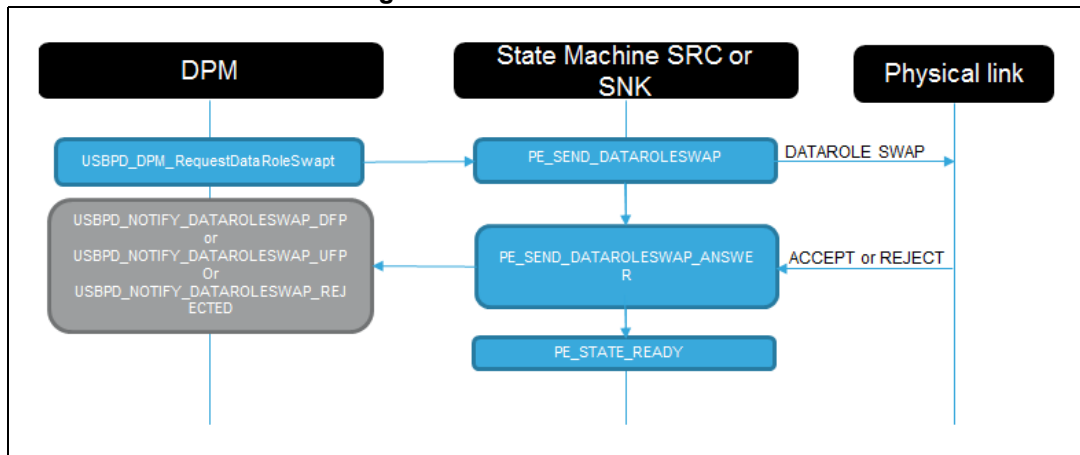 DPM
State Machine SRC or
SNK
Physical link
USBPD_DPM_RequestDataRoleSwapt
PE_SEND_DATAROLESWAP
DATAROLE SWAP
USBPD_NOTIFY_DATAROLESWAP_DFP
or
USBPD_NOTIFY_DATAROLESWAP_UFP
Or
USBPD_NOTIFY_DATAROLESWAP_REJ
ECTED
PE_SEND_DATAROLESWAP_ANSWE
R
ACCEPT or REJECT
PE_STATE_READY